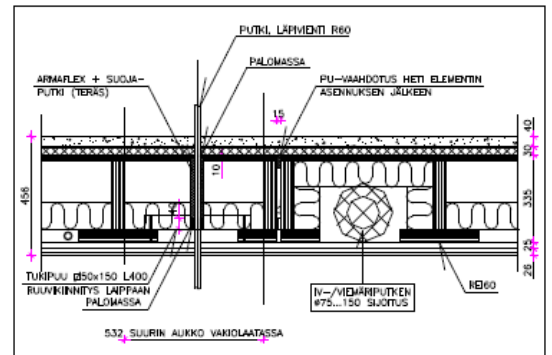 PUTKI, LÄPIVIENTI R60
PALOMASSA
ARMAFLEX + SUOJA-
PUTKI (TERÄS)
PU-VAAHDOTUS HETI ELEMENTIN
ASENNUKSEN JÄLKEEN
15
40
30
10
456
335
25
26
TUKIPUU Ø50x150 L400
RUUVIKIINNITYS LAIPPAAN
PALOMASSA
IV-/VIEMÄRIPUTKEN
Ø75...150 SIJOITUS
REI60
532 SUURIN AUKKO VAKIOLAATASSA